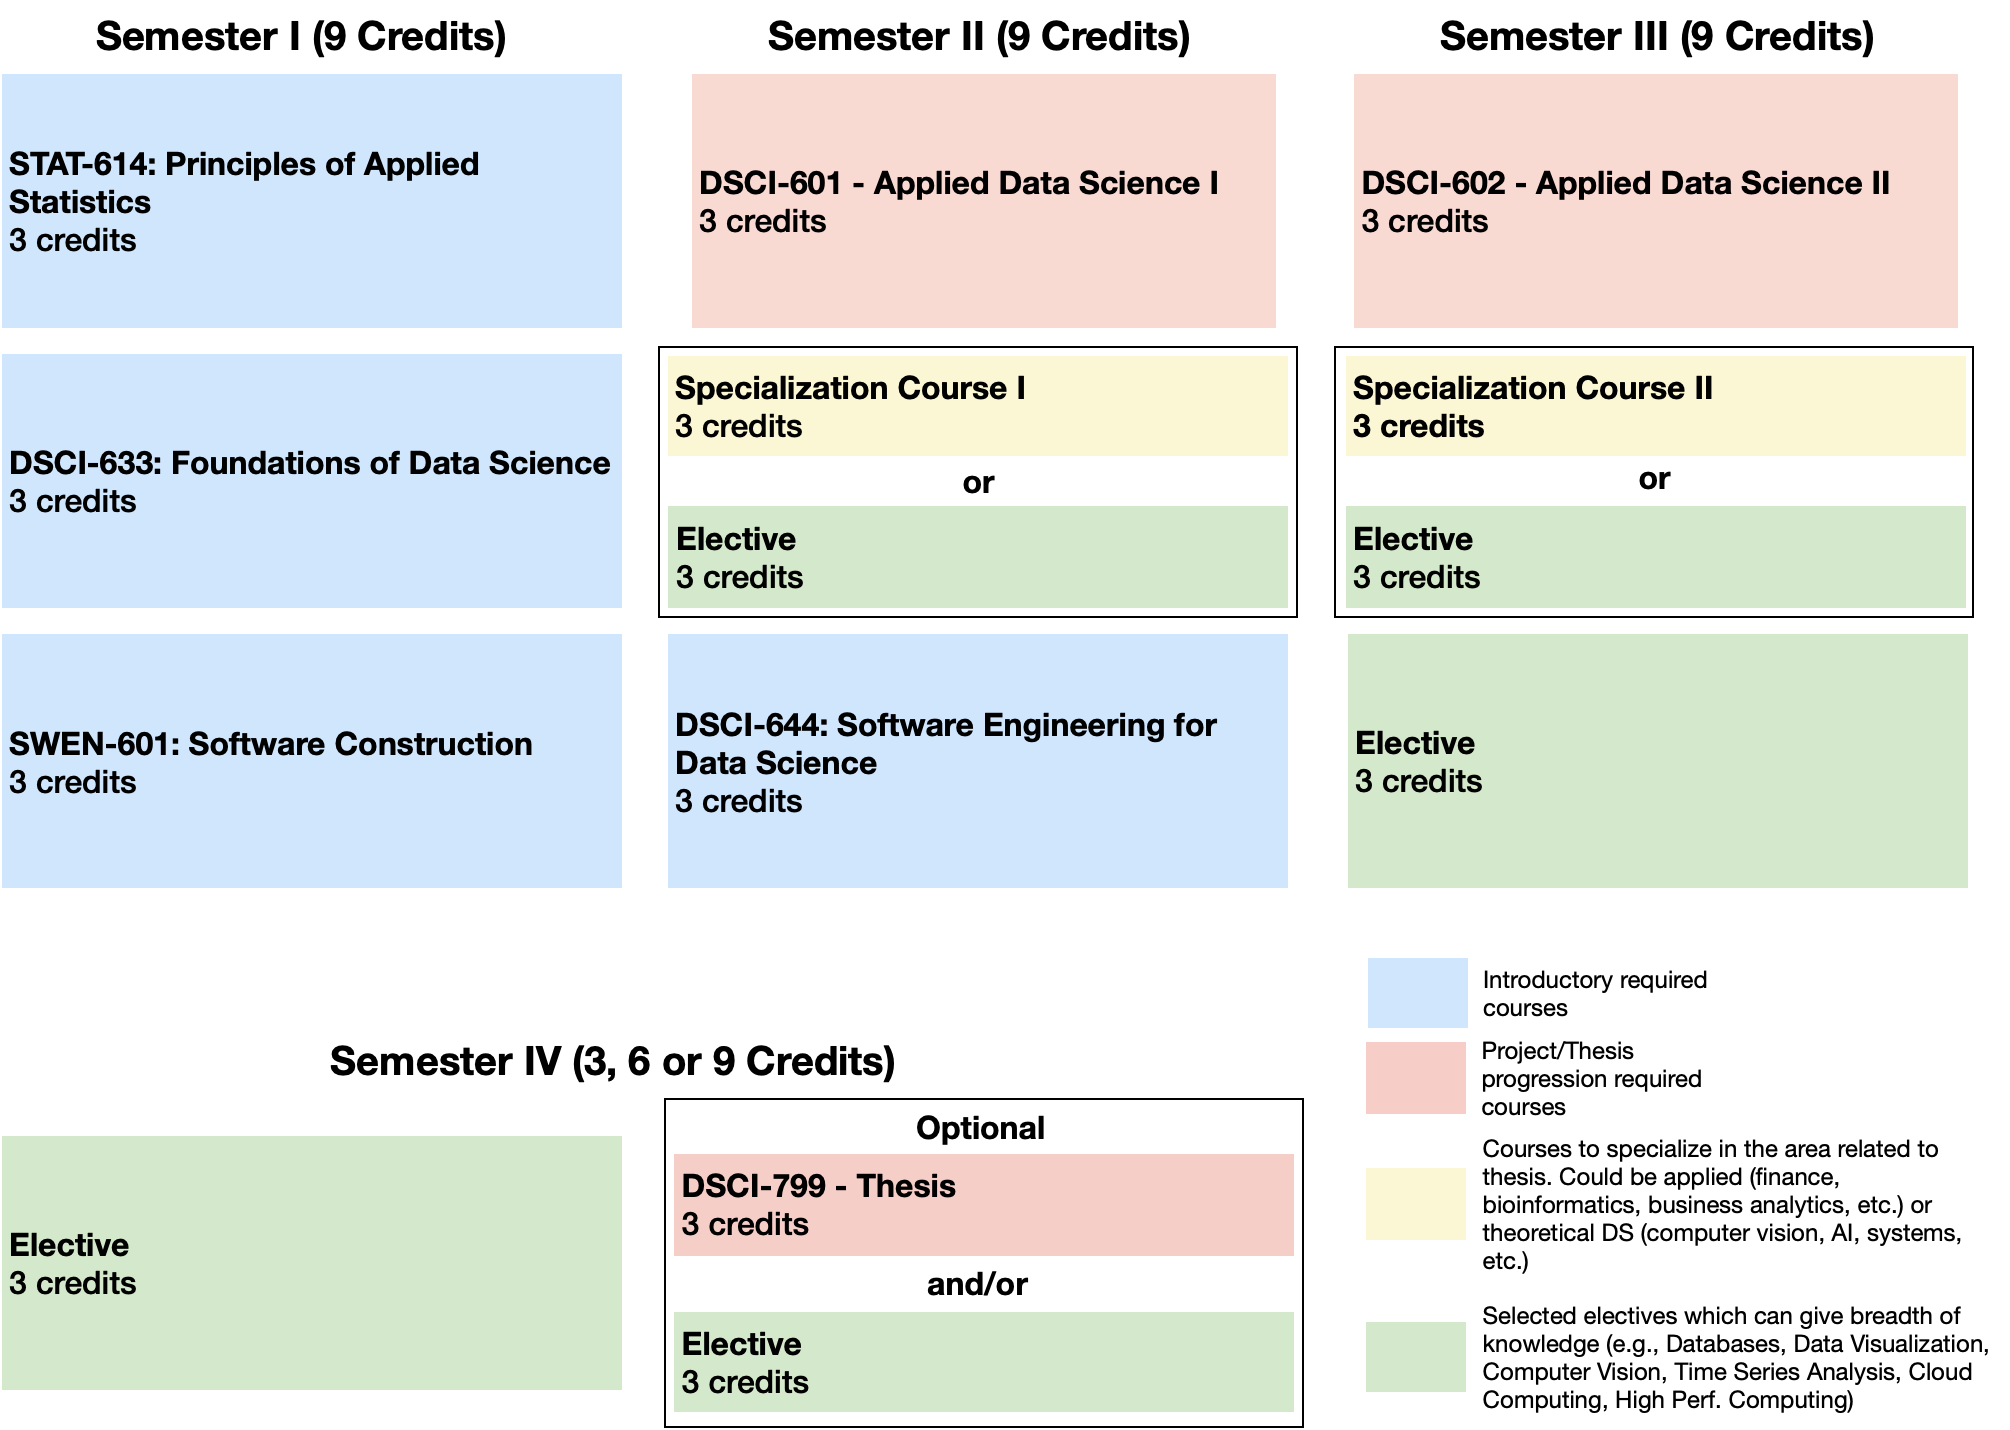 Semester I (9 Credits)
STAT-614: Principles of Applied
Statistics
3 credits
DSCI-633: Foundations of Data Science
3 credits
SWEN-601: Software Construction
3 credits
Semester II (9 Credits)
DSCI-601 - Applied Data Science I
3 credits
Specialization Course I
3 credits
or
Elective
3 credits
DSCI-644: Software Engineering for
Data Science
3 credits
Semester III (9 Credits)
DSCI-602 - Applied Data Science II
3 credits
Specialization Course II
3 credits
or
Elective
3 credits
Elective
3 credits
Semester IV (3, 6 or 9 Credits)
Elective
3 credits
Optional
DSCI-799 - Thesis
3 credits
and/or
Elective
3 credits
Introductory required
courses
Project/Thesis
progression required
courses
Courses to specialize in the area related to
thesis. Could be applied (finance,
bioinformatics, business analytics, etc.) or
theoretical DS (computer vision, AI, systems,
etc.)
Selected electives which can give breadth of
knowledge (e.g., Databases, Data Visualization,
Computer Vision, Time Series Analysis, Cloud
Computing, High Perf. Computing)